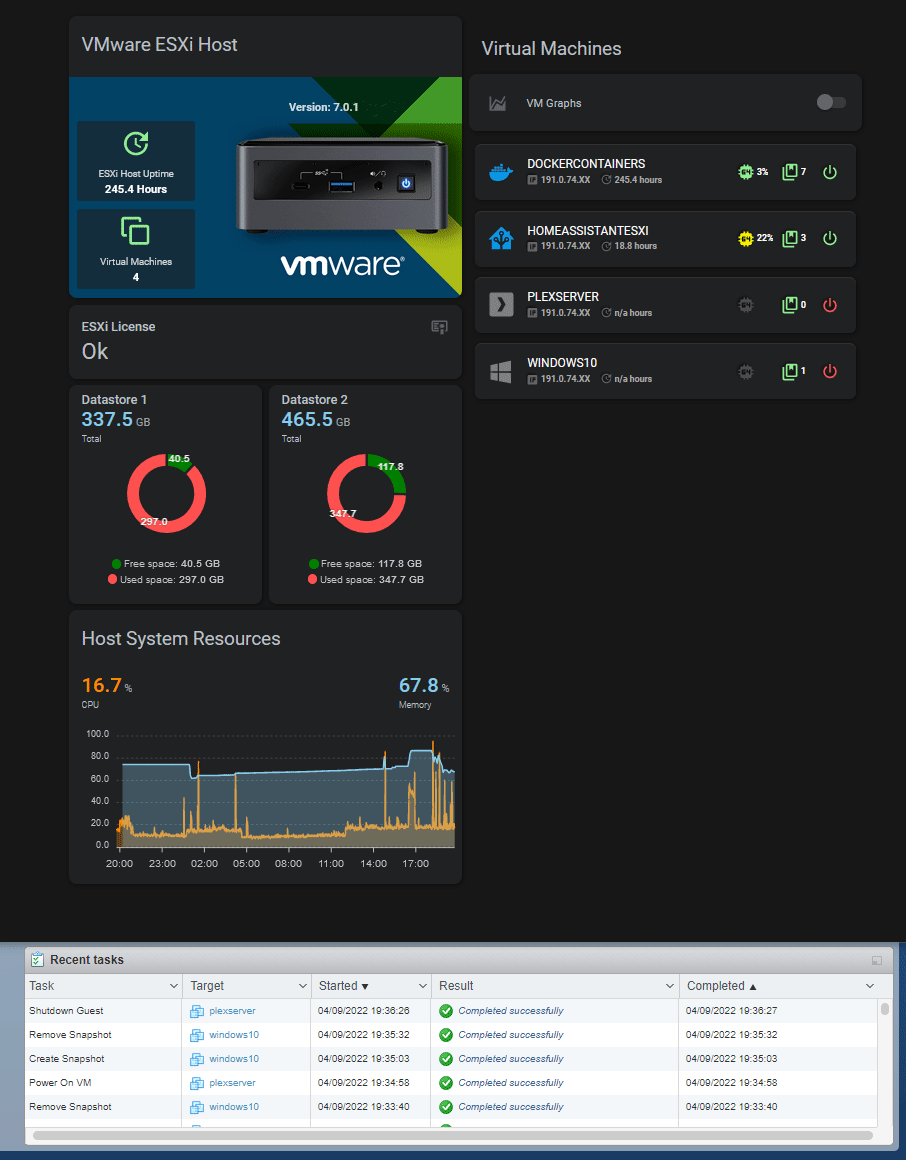 VMware ESXi Host
Version: 7.0.1
ESXi Host Uptime
245.4 Hours
Virtual Machines
4
vmware®
ESXi License
Ok
Datastore 1
337.5 GB
Total
40.5
297.0
Free space: 40.5 GB
Used space: 297.0 GB
Datastore 2
465.5 GB
Total
117.8
347.7
Free space: 117.8 GB
Used space: 347.7 GB
Host System Resources
16.7 %
CPU
67.8 %
Memory
100.0
80.0
60.0
40.0
20.0
0.0
20:00 23:00 02:00 05:00 08:00 11:00 14:00 17:00
Virtual Machines
VM Graphs
DOCKERCONTAINERS
IP 191.0.74.XX 245.4 hours
64 3% 7
HOMEASSISTANTESXI
IP 191.0.74.XX 18.8 hours
64 22% 3
PLEXSERVER
IP 191.0.74.XX n/a hours
64 0
WINDOWS10
IP 191.0.74.XX n/a hours
64 1
Recent tasks
Task Target Started ▼ Result Completed ▲
Shutdown Guest plexserver 04/09/2022 19:36:26 Completed successfully 04/09/2022 19:36:27
Remove Snapshot windows10 04/09/2022 19:35:32 Completed successfully 04/09/2022 19:35:32
Create Snapshot windows10 04/09/2022 19:35:03 Completed successfully 04/09/2022 19:35:03
Power On VM plexserver 04/09/2022 19:34:58 Completed successfully 04/09/2022 19:34:58
Remove Snapshot windows10 04/09/2022 19:33:40 Completed successfully 04/09/2022 19:33:40